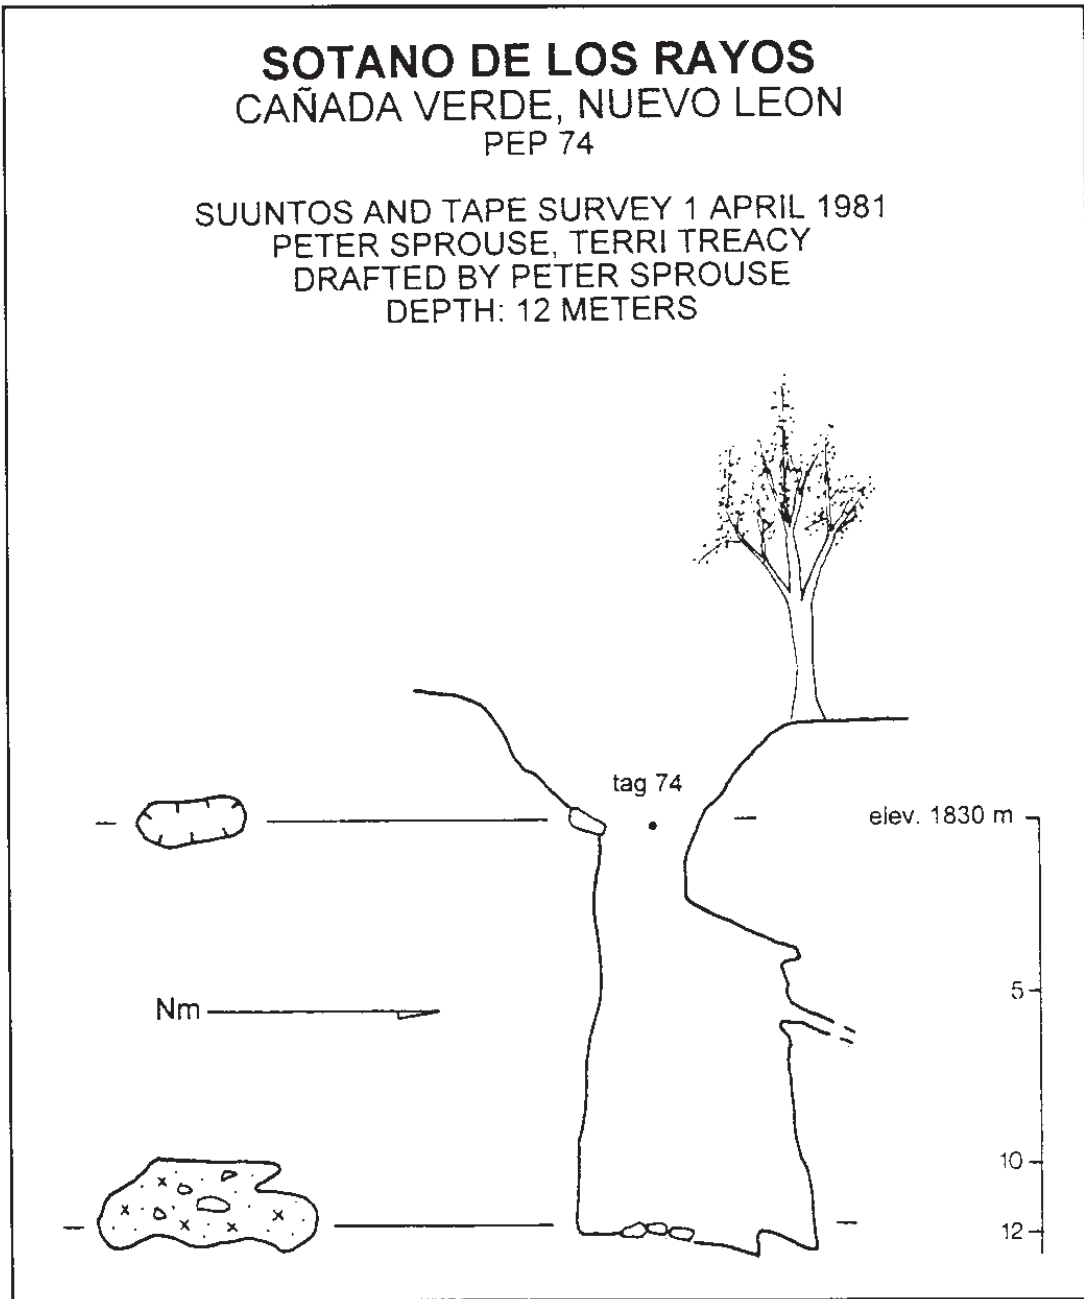 SOTANO DE LOS RAYOS
CAÑADA VERDE, NUEVO LEON
PEP 74
SUUNTOS AND TAPE SURVEY 1 APRIL 1981
PETER SPROUSE, TERRI TREACY
DRAFTED BY PETER SPROUSE
DEPTH: 12 METERS
tag 74
elev. 1830 m
Nm
5
10
12